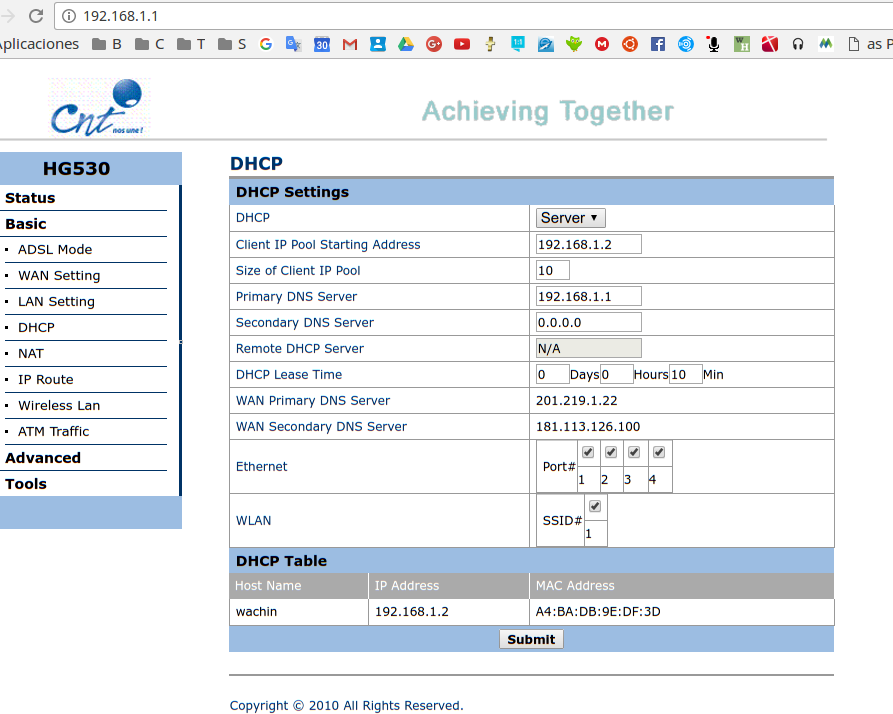 192.168.1.1
plicaciones B C T S as P
Cnt
nos une!
Achieving Together
HG530
Status
Basic
ADSL Mode
WAN Setting
LAN Setting
DHCP
NAT
IP Route
Wireless Lan
ATM Traffic
Advanced
Tools
DHCP
DHCP Settings
DHCP Server
Client IP Pool Starting Address 192.168.1.2
Size of Client IP Pool 10
Primary DNS Server 192.168.1.1
Secondary DNS Server 0.0.0.0
Remote DHCP Server N/A
DHCP Lease Time 0 Days 0 Hours 10 Min
WAN Primary DNS Server 201.219.1.22
WAN Secondary DNS Server 181.113.126.100
Ethernet Port# 1 2 3 4
WLAN SSID# 1
DHCP Table
Host Name IP Address MAC Address
wachin 192.168.1.2 A4:BA:DB:9E:DF:3D
Submit
Copyright © 2010 All Rights Reserved.